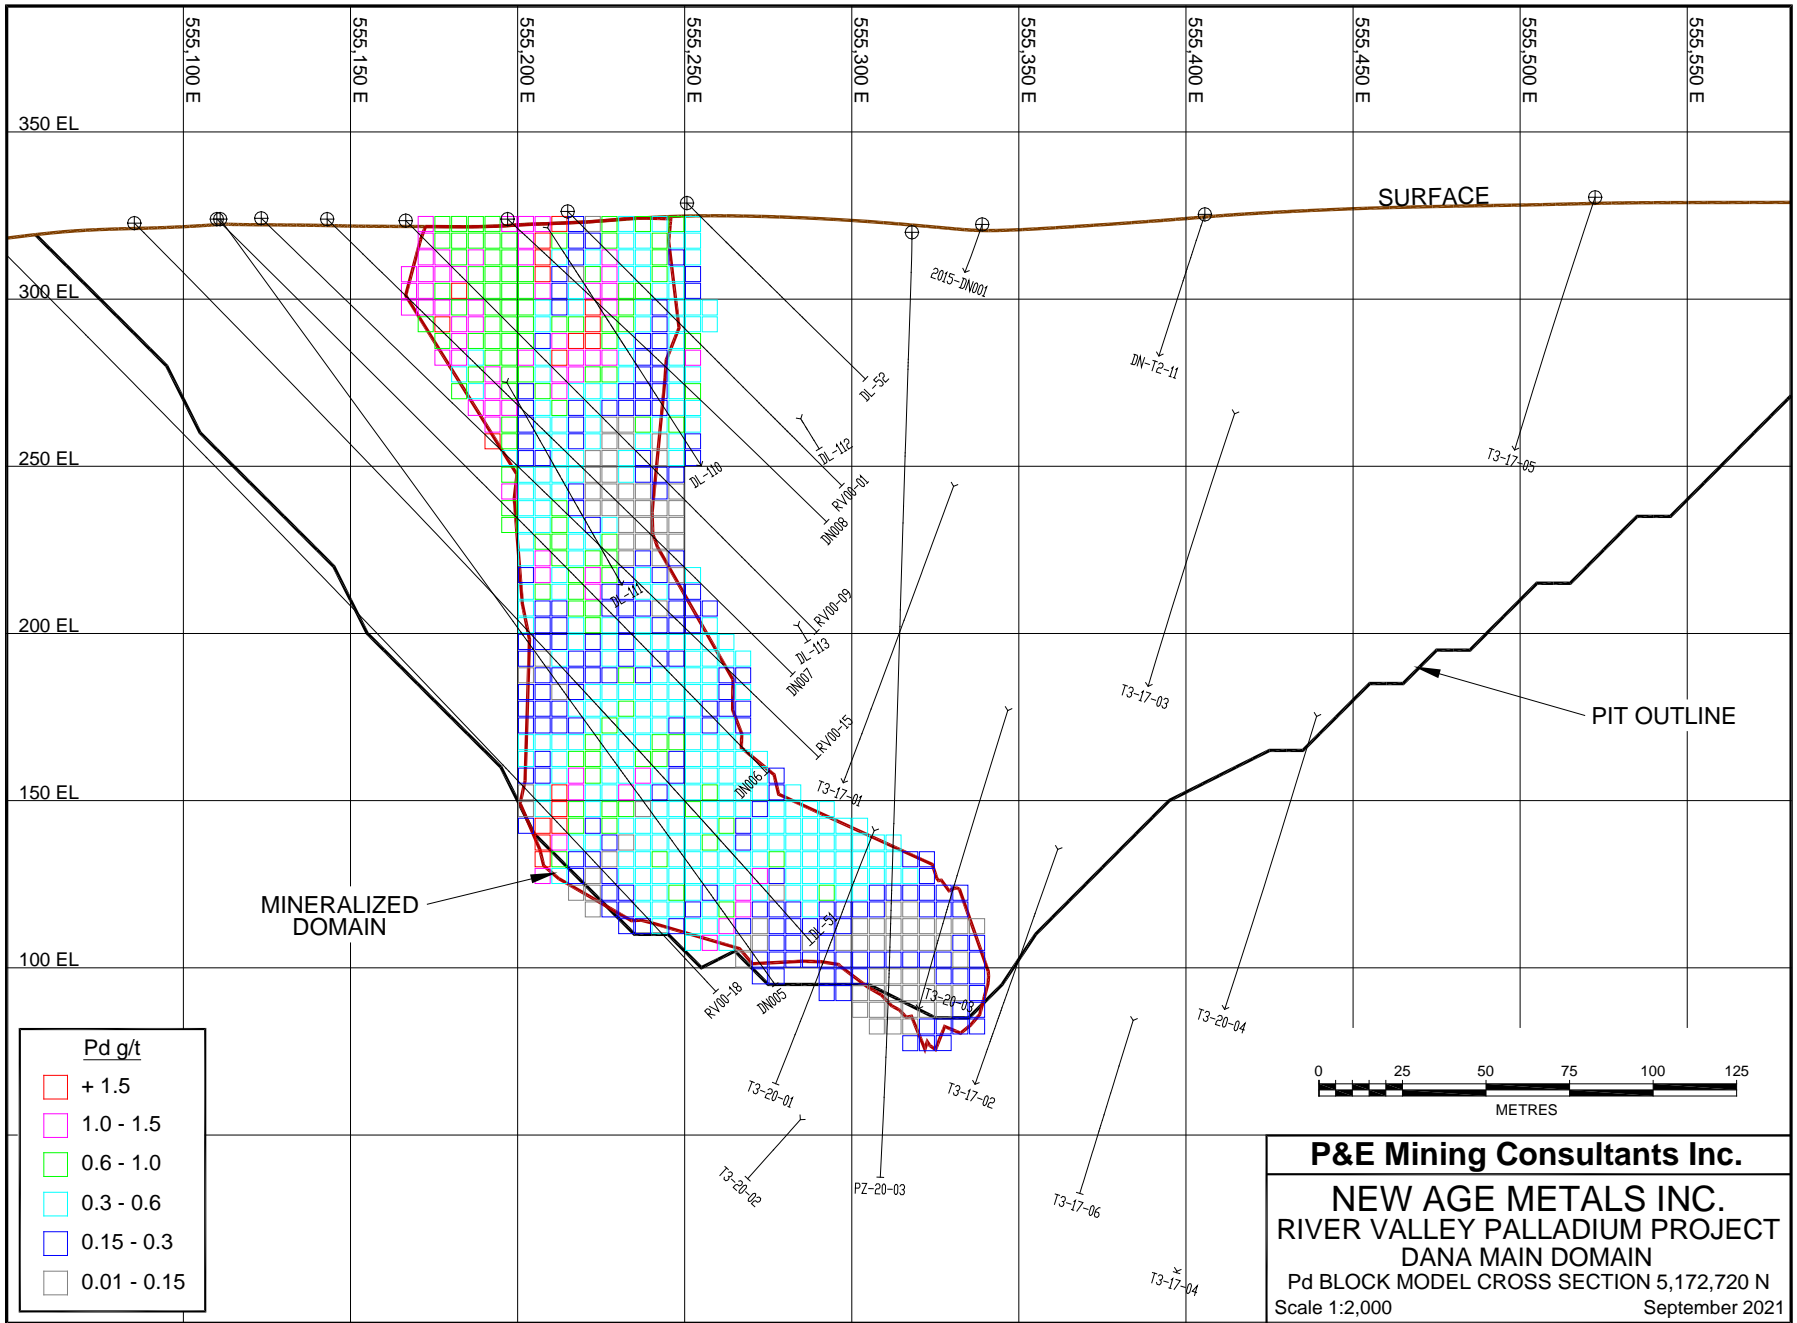 555,100 E
555,150 E
555,200 E
555,250 E
555,300 E
555,350 E
555,400 E
555,450 E
555,500 E
555,550 E
350 EL
300 EL
250 EL
200 EL
150 EL
100 EL
SURFACE
2015-DN001
DN-T2-11
DL-52
T3-17-05
DL-112
DL-110
RV00-01
DN008
DL-111
RV00-09
DL-113
DN007
T3-17-03
PIT OUTLINE
RV00-15
DN006
T3-17-01
MINERALIZED
DOMAIN
DL-51
RV00-18
DN005
T3-20-03
T3-20-04
T3-20-01
T3-17-02
T3-20-02
PZ-20-03
T3-17-06
T3-17-04
Pd g/t
+ 1.5
1.0 - 1.5
0.6 - 1.0
0.3 - 0.6
0.15 - 0.3
0.01 - 0.15
0 25 50 75 100 125
METRES
P&E Mining Consultants Inc.
NEW AGE METALS INC.
RIVER VALLEY PALLADIUM PROJECT
DANA MAIN DOMAIN
Pd BLOCK MODEL CROSS SECTION 5,172,720 N
Scale 1:2,000 September 2021